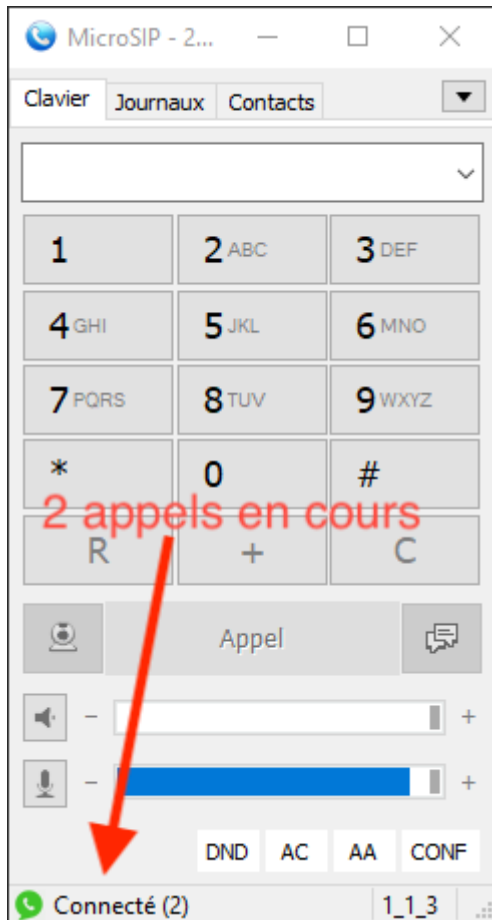 MicroSIP - 2...
Clavier Journaux Contacts
1 2 ABC 3 DEF
4 GHI 5 JKL 6 MNO
7 PQRS 8 TUV 9 WXYZ
* 0 #
2 appels en cours
R + C
Appel
- +
- +
DND AC AA CONF
Connecté (2) 1_1_3